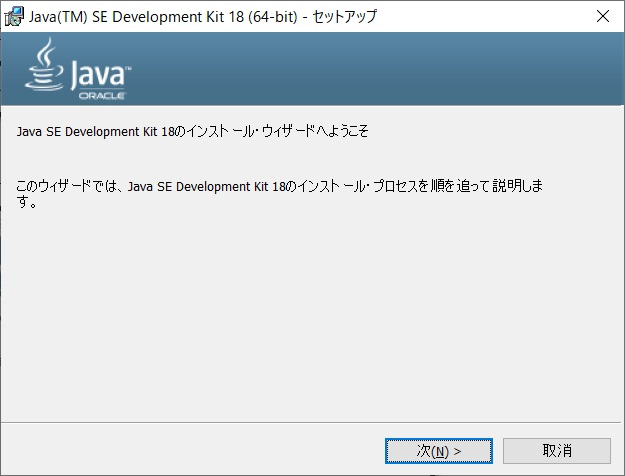 Java(TM) SE Development Kit 18 (64-bit) - セットアップ
Java™
ORACLE
Java SE Development Kit 18のインストール・ウィザードへようこそ
このウィザードでは、Java SE Development Kit 18のインストール・プロセスを順を追って説明しま
す。
次(N) >
取消